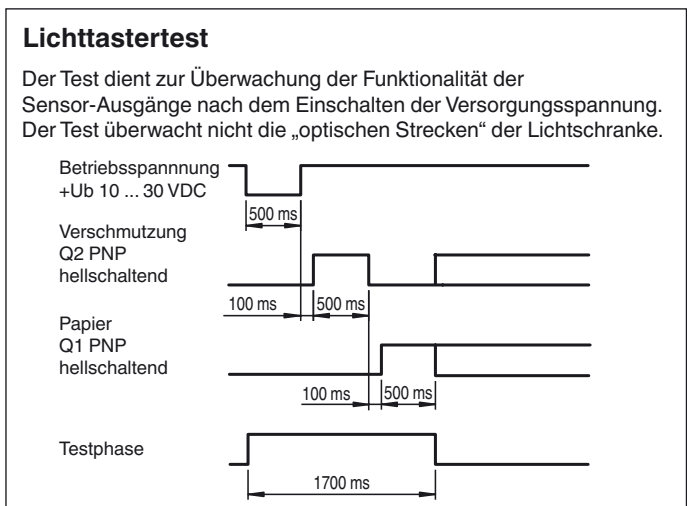 Lichttastertest
Der Test dient zur Überwachung der Funktionalität der
Sensor-Ausgänge nach dem Einschalten der Versorgungsspannung.
Der Test überwacht nicht die „optischen Strecken“ der Lichtschranke.
Betriebsspannnung
+Ub 10 ... 30 VDC
500 ms
Verschmutzung
Q2 PNP
hellschaltend
100 ms
500 ms
Papier
Q1 PNP
hellschaltend
100 ms
500 ms
Testphase
1700 ms